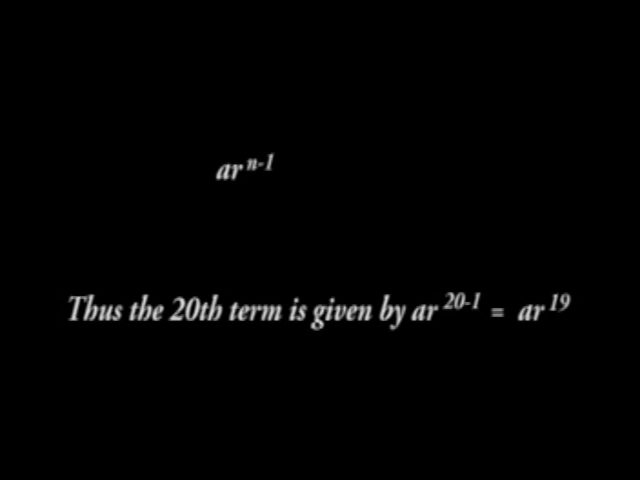 ar^n-1
Thus the 20th term is given by ar^20-1 = ar^19